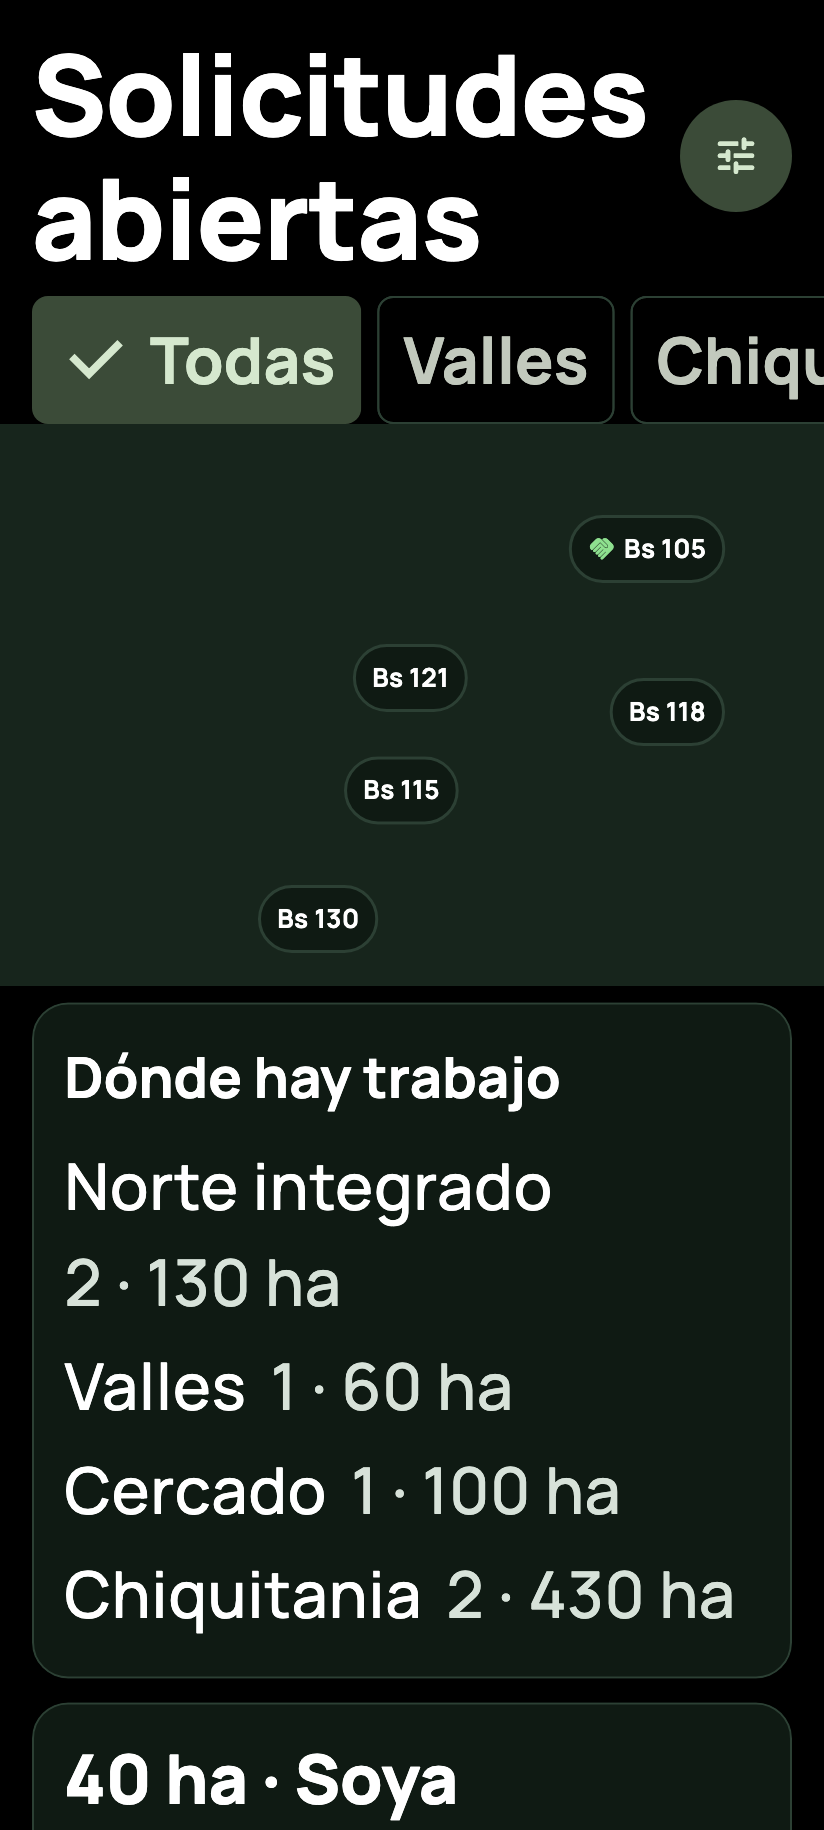 Solicitudes
abiertas
Todas
Valles
Chiqu
Bs 105
Bs 121
Bs 118
Bs 115
Bs 130
Dónde hay trabajo
Norte integrado
2 · 130 ha
Valles 1 · 60 ha
Cercado 1 · 100 ha
Chiquitania 2 · 430 ha
40 ha · Soya